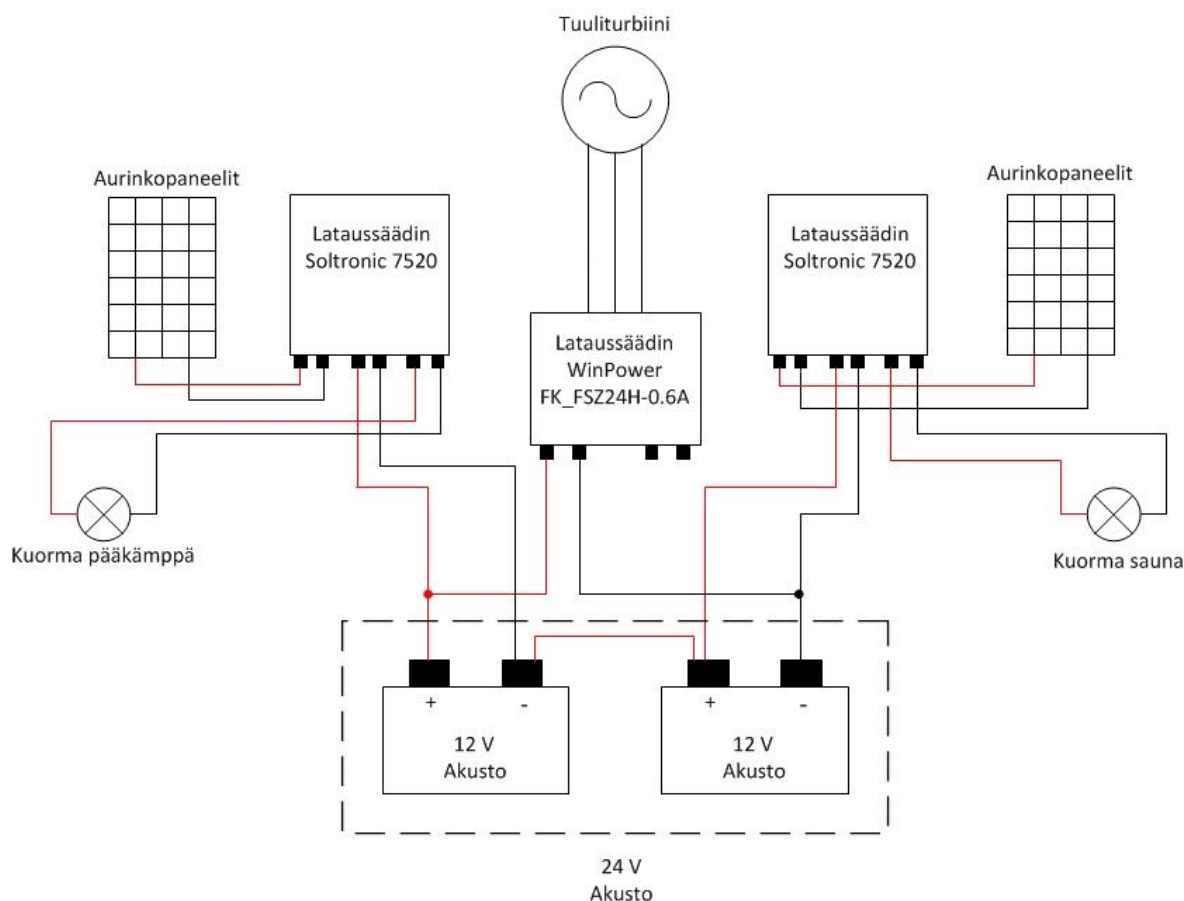 Tuuliturbiini
Aurinkopaneelit
Lataussäädin
Soltronic 7520
Lataussäädin
Soltronic 7520
Aurinkopaneelit
Lataussäädin
WinPower
FK_FSZ24H-0.6A
Kuorma pääkämppä
Kuorma sauna
+ -
12 V
Akusto
+ -
12 V
Akusto
24 V
Akusto